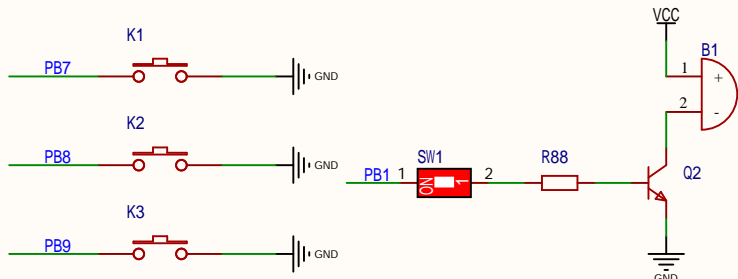 K1
PB7
GND
K2
PB8
GND
K3
PB9
GND
VCC
B1
1
+
2
-
SW1
PB1
1
ON
1
2
R88
Q2
GND